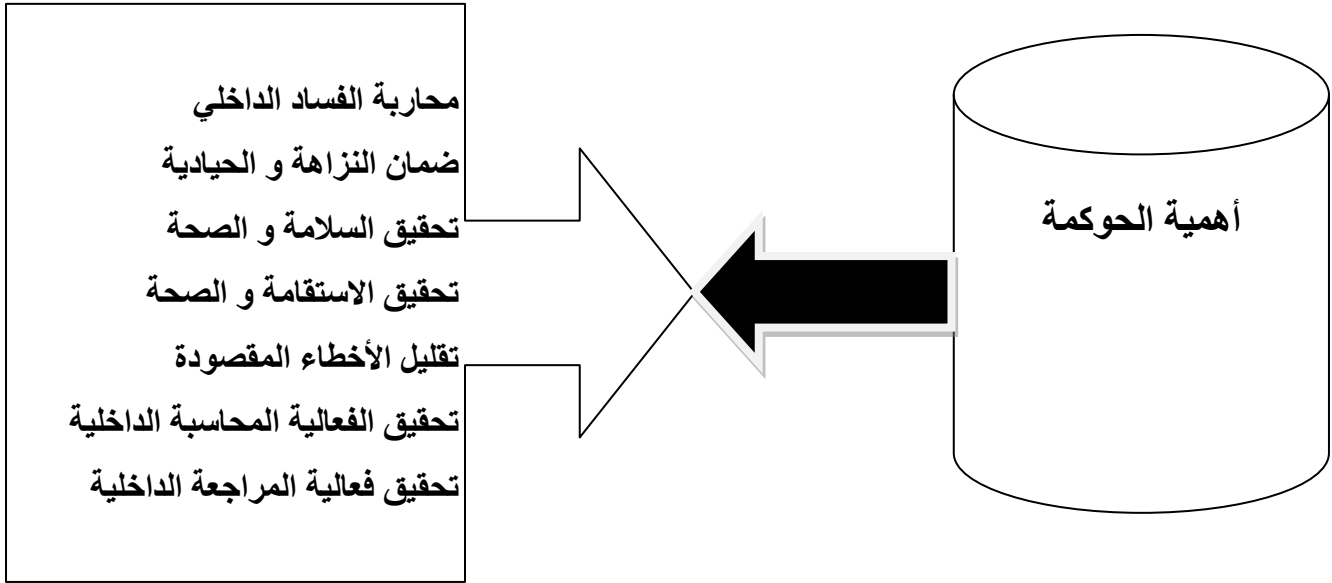 أهمية الحوكمة
محاربة الفساد الداخلي
ضمان النزاهة و الحيادية
تحقيق السلامة و الصحة
تحقيق الاستقامة و الصحة
تقليل الأخطاء المقصودة
تحقيق الفعالية المحاسبة الداخلية
تحقيق فعالية المراجعة الداخلية